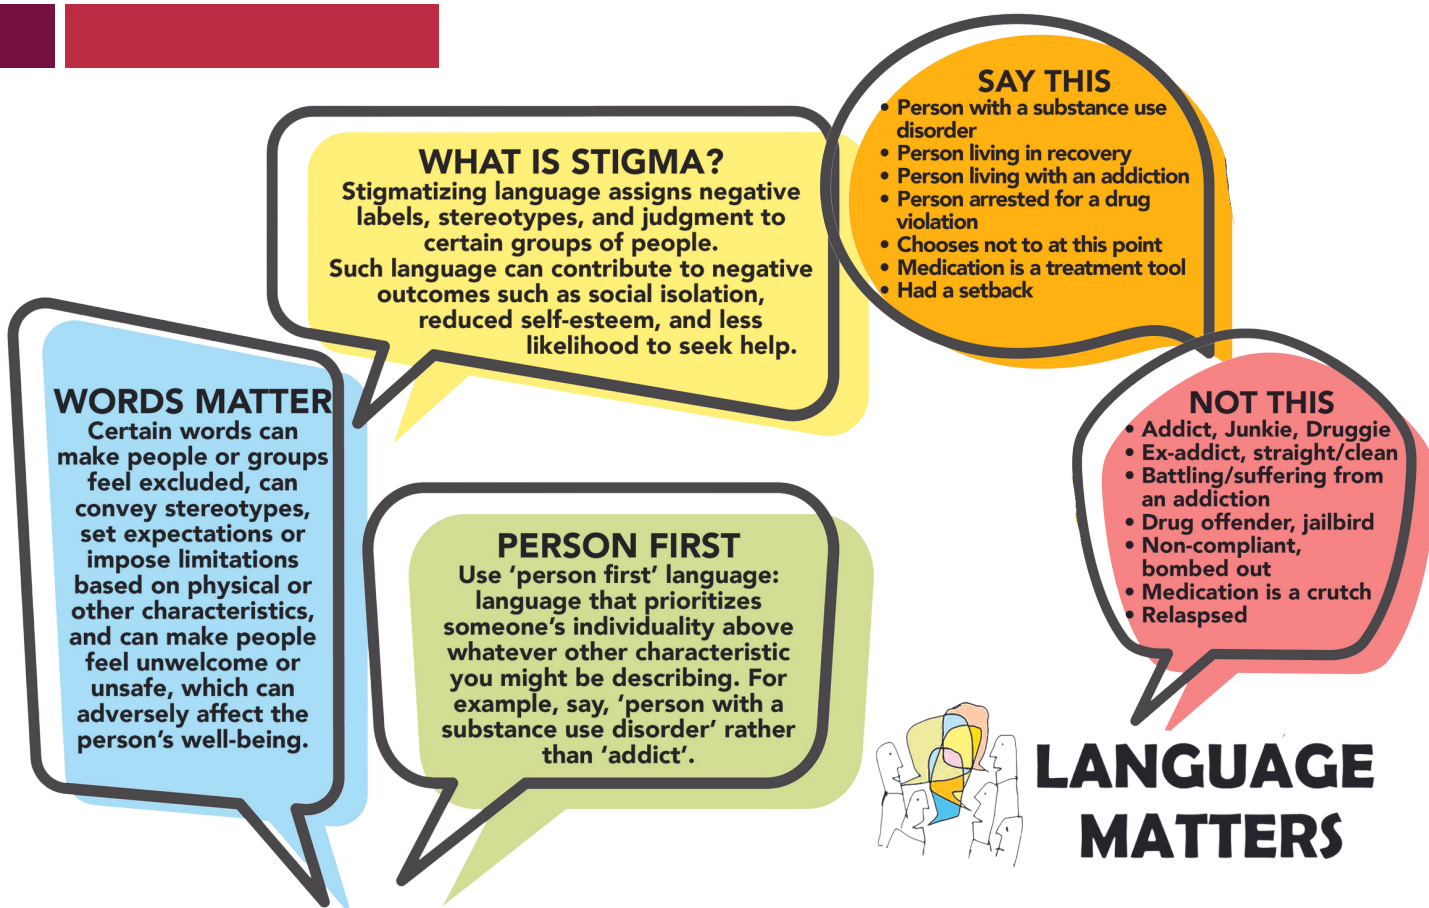 WHAT IS STIGMA?
Stigmatizing language assigns negative
labels, stereotypes, and judgment to
certain groups of people.
Such language can contribute to negative
outcomes such as social isolation,
reduced self-esteem, and less
likelihood to seek help.
SAY THIS
• Person with a substance use
disorder
• Person living in recovery
• Person living with an addiction
• Person arrested for a drug
violation
• Chooses not to at this point
• Medication is a treatment tool
• Had a setback
WORDS MATTER
Certain words can
make people or groups
feel excluded, can
convey stereotypes,
set expectations or
impose limitations
based on physical or
other characteristics,
and can make people
feel unwelcome or
unsafe, which can
adversely affect the
person's well-being.
PERSON FIRST
Use ‘person first’ language:
language that prioritizes
someone’s individuality above
whatever other characteristic
you might be describing. For
example, say, ‘person with a
substance use disorder’ rather
than ‘addict’.
NOT THIS
• Addict, Junkie, Druggie
• Ex-addict, straight/clean
• Battling/suffering from
an addiction
• Drug offender, jailbird
• Non-compliant,
bombed out
• Medication is a crutch
• Relaspsed
LANGUAGE
MATTERS